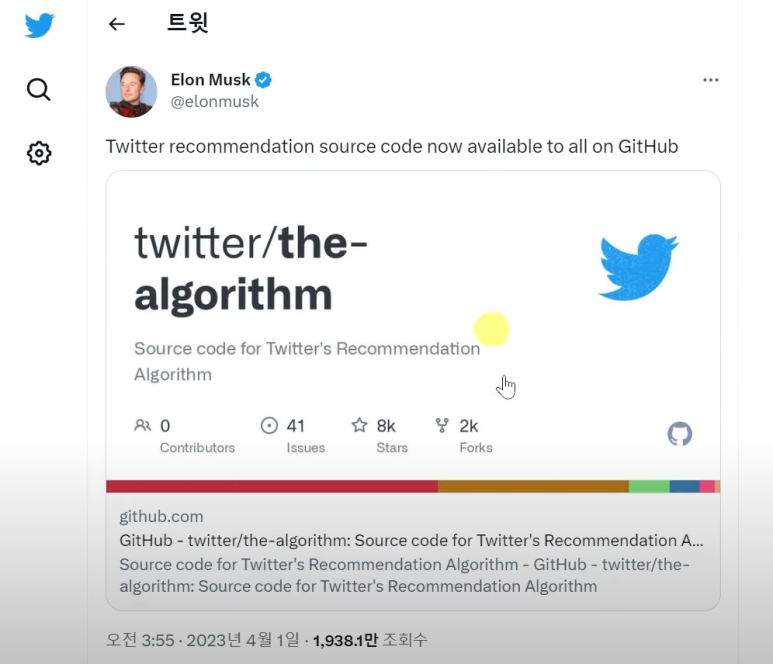 트윗
Elon Musk
@elonmusk
Twitter recommendation source code now available to all on GitHub
twitter/the-
algorithm
Source code for Twitter's Recommendation
Algorithm
0
Contributors
41
Issues
8k
Stars
2k
Forks
github.com
GitHub - twitter/the-algorithm: Source code for Twitter's Recommendation A...
Source code for Twitter's Recommendation Algorithm - GitHub - twitter/the-
algorithm: Source code for Twitter's Recommendation Algorithm
오전 3:55 · 2023년 4월 1일 · 1,938.1만 조회수